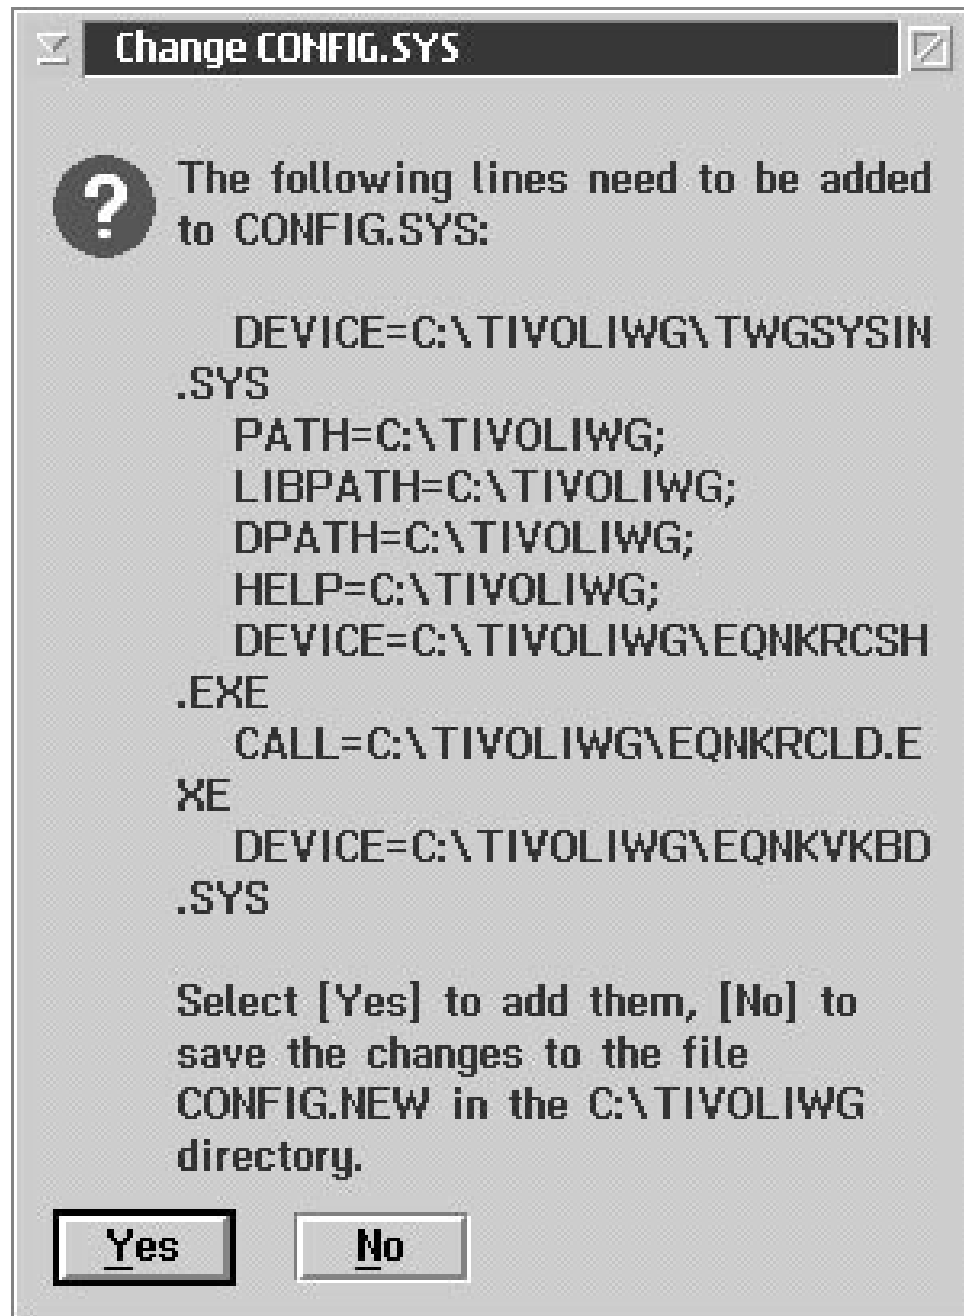 Change CONFIG.SYS
The following lines need to be added
to CONFIG.SYS:
DEVICE=C:\TIVOLIWG\TWGSYSIN
.SYS
PATH=C:\TIVOLIWG;
LIBPATH=C:\TIVOLIWG;
DPATH=C:\TIVOLIWG;
HELP=C:\TIVOLIWG;
DEVICE=C:\TIVOLIWG\EQNKRCSH
.EXE
CALL=C:\TIVOLIWG\EQNKRCLD.E
XE
DEVICE=C:\TIVOLIWG\EQNKVKBD
.SYS
Select [Yes] to add them, [No] to
save the changes to the file
CONFIG.NEW in the C:\TIVOLIWG
directory.
Yes No